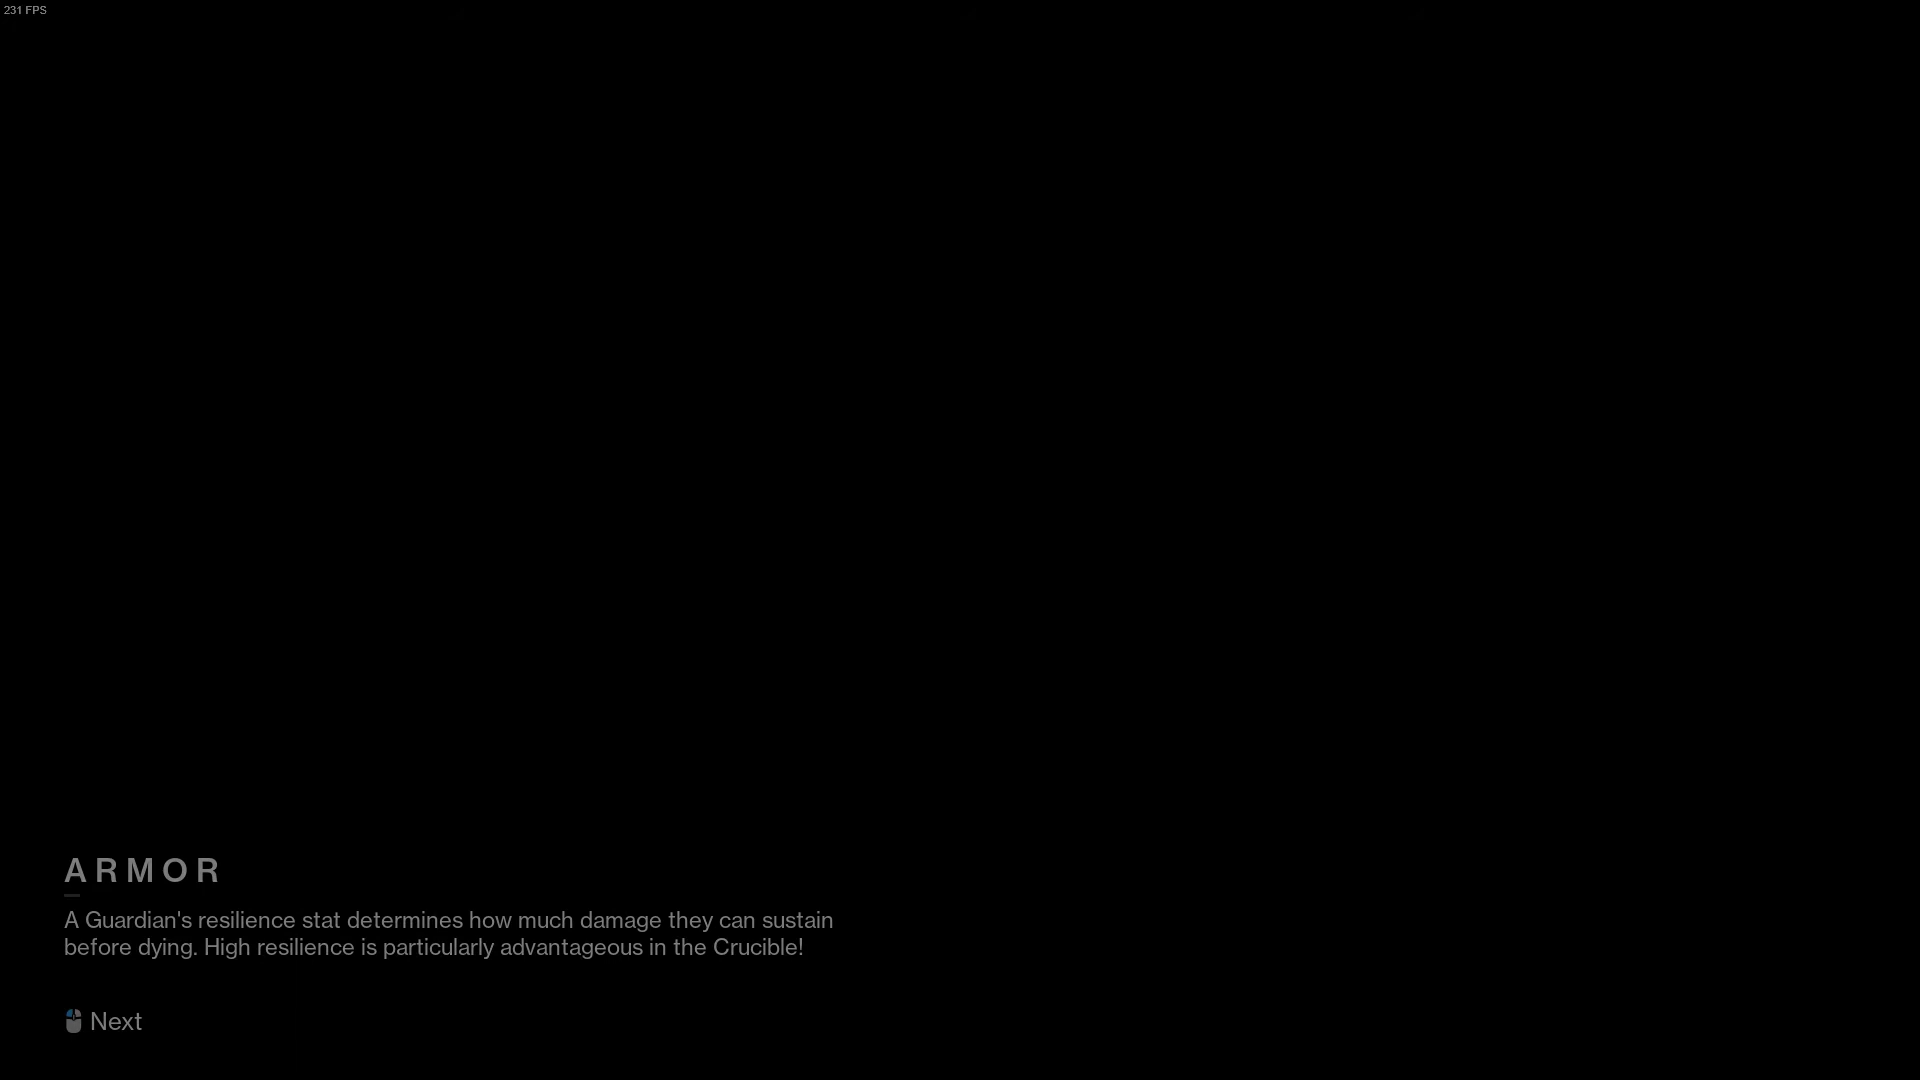 231 FPS
ARMOR
A Guardian's resilience stat determines how much damage they can sustain
before dying. High resilience is particularly advantageous in the Crucible!
Next